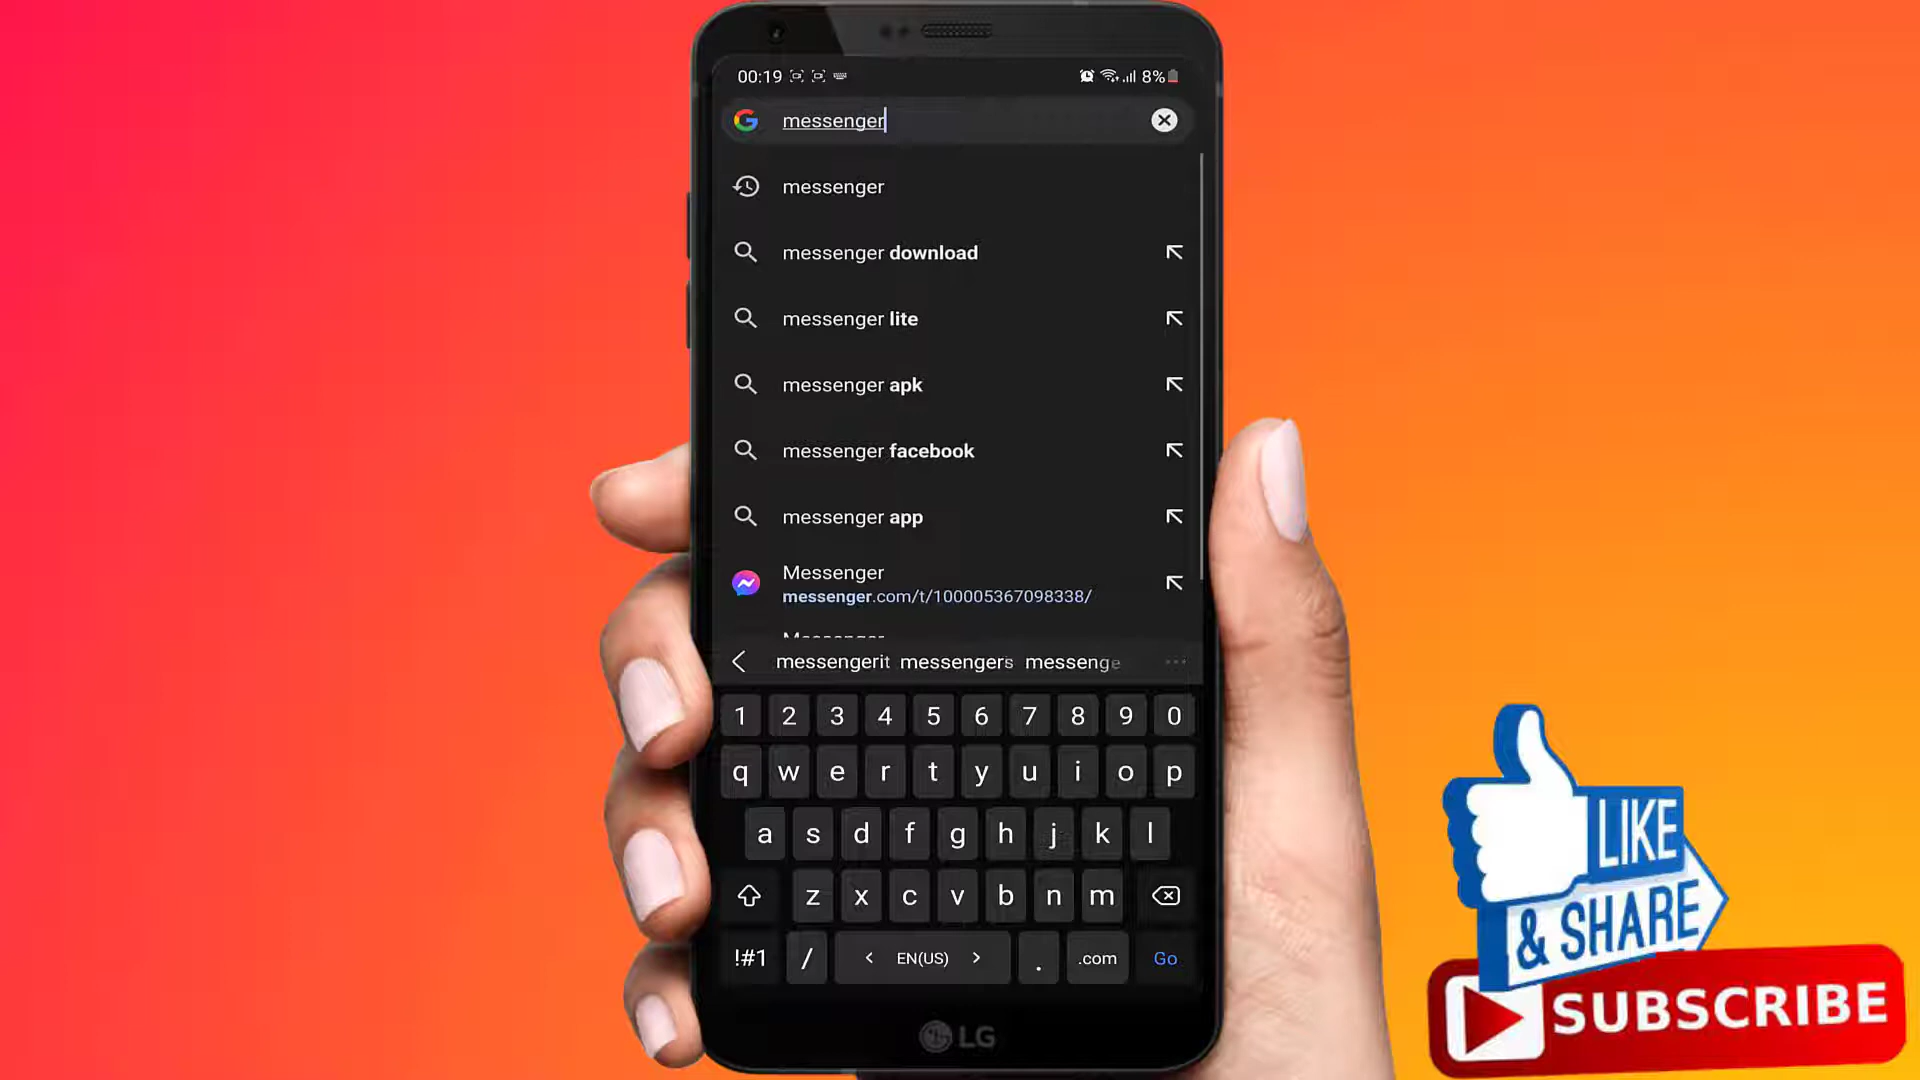 00:19
8%
messenger
messenger
messenger download
messenger lite
messenger apk
messenger facebook
messenger app
Messenger
messenger.com/t/100005367098338/
Messenger
messengerit messengers messenge
1 2 3 4 5 6 7 8 9 0
q w e r t y u i o p
a s d f g h j k l
z x c v b n m
!#1 / < EN(US) > . .com Go
LG
LIKE
& SHARE
SUBSCRIBE